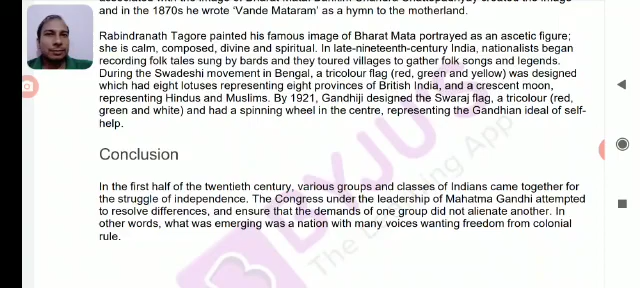 and in the 1870s he wrote 'Vande Mataram' as a hymn to the motherland.
Rabindranath Tagore painted his famous image of Bharat Mata portrayed as an ascetic figure;
she is calm, composed, divine and spiritual. In late-nineteenth-century India, nationalists began
recording folk tales sung by bards and they toured villages to gather folk songs and legends.
During the Swadeshi movement in Bengal, a tricolour flag (red, green and yellow) was designed
which had eight lotuses representing eight provinces of British India, and a crescent moon,
representing Hindus and Muslims. By 1921, Gandhiji designed the Swaraj flag, a tricolour (red,
green and white) and had a spinning wheel in the centre, representing the Gandhian ideal of self-
help.
Conclusion
In the first half of the twentieth century, various groups and classes of Indians came together for
the struggle of independence. The Congress under the leadership of Mahatma Gandhi attempted
to resolve differences, and ensure that the demands of one group did not alienate another. In
other words, what was emerging was a nation with many voices wanting freedom from colonial
rule.
BYJU'S
The Learning App